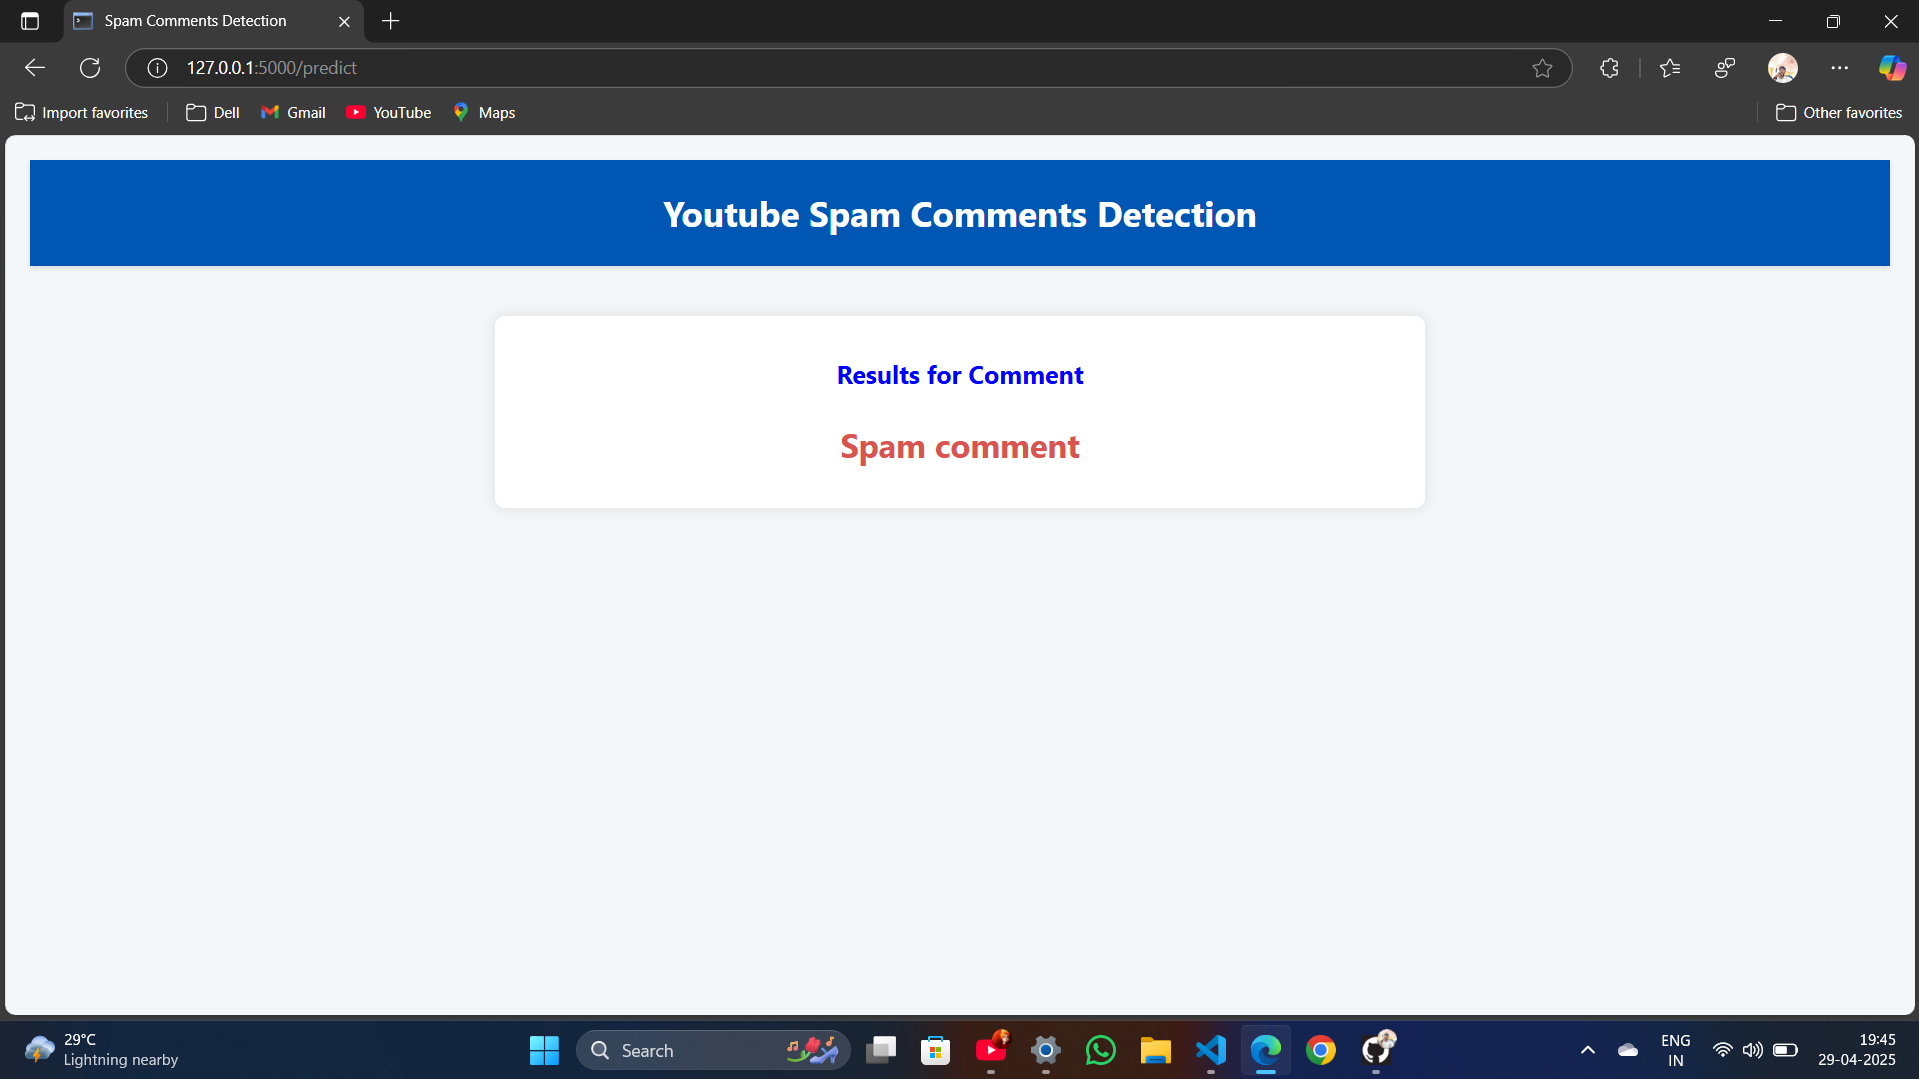 Spam Comments Detection
127.0.0.1:5000/predict
Import favorites
Dell
Gmail
YouTube
Maps
Other favorites
Youtube Spam Comments Detection
Results for Comment
Spam comment
29°C
Lightning nearby
Search
ENG
IN
19:45
29-04-2025